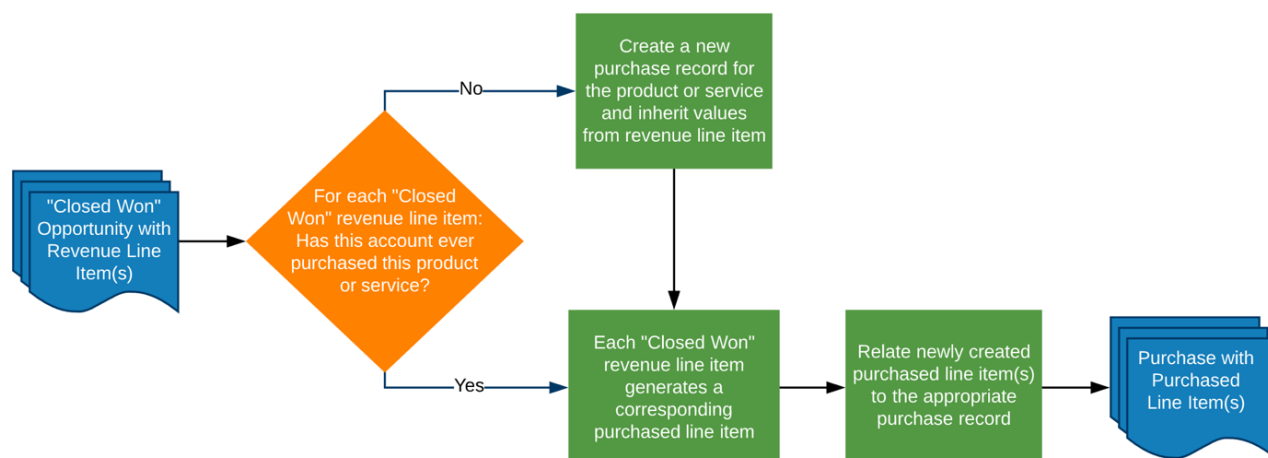 "Closed Won"
Opportunity with
Revenue Line
Item(s)
For each "Closed
Won" revenue line item:
Has this account ever
purchased this product
or service?
No
Create a new
purchase record for
the product or service
and inherit values
from revenue line item
Yes
Each "Closed Won"
revenue line item
generates a
corresponding
purchased line item
Relate newly created
purchased line item(s)
to the appropriate
purchase record
Purchase with
Purchased
Line Item(s)